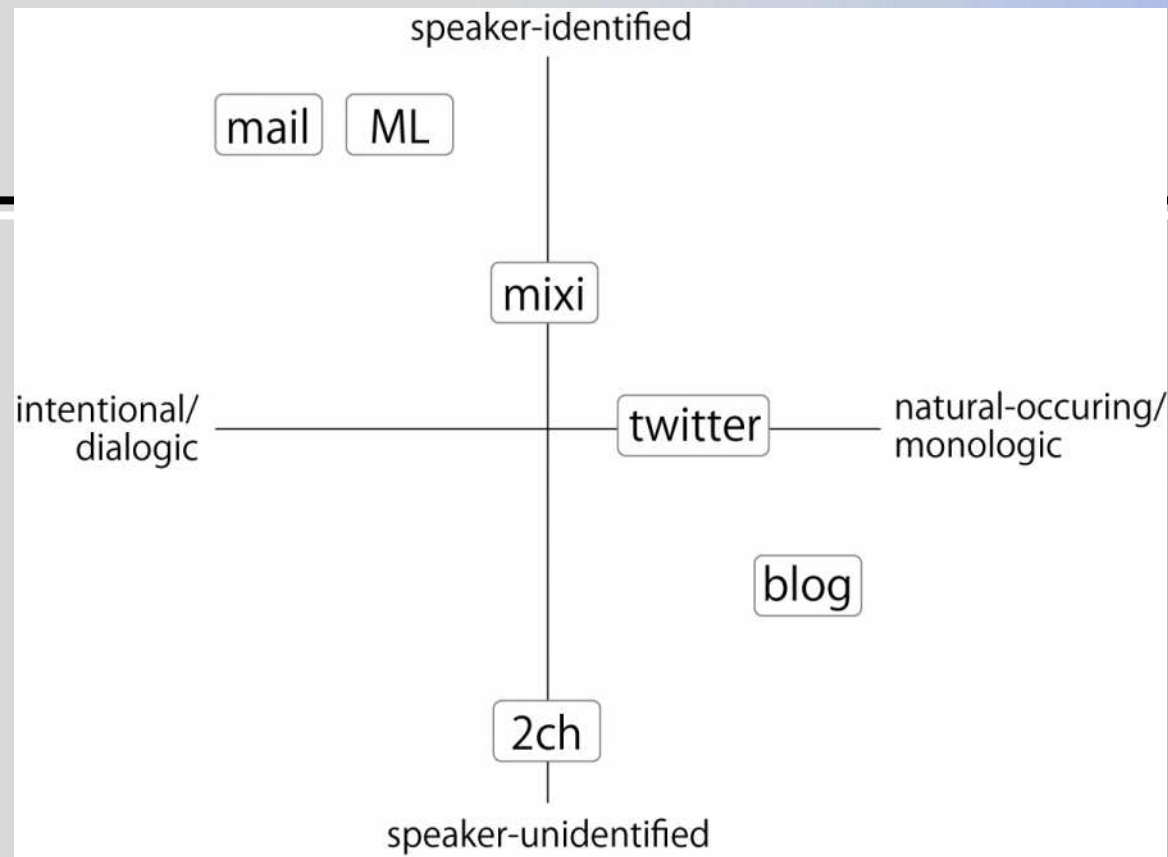 speaker-identified
mail
ML
mixi
intentional/
dialogic
twitter
natural-occuring/
monologic
blog
2ch
speaker-unidentified